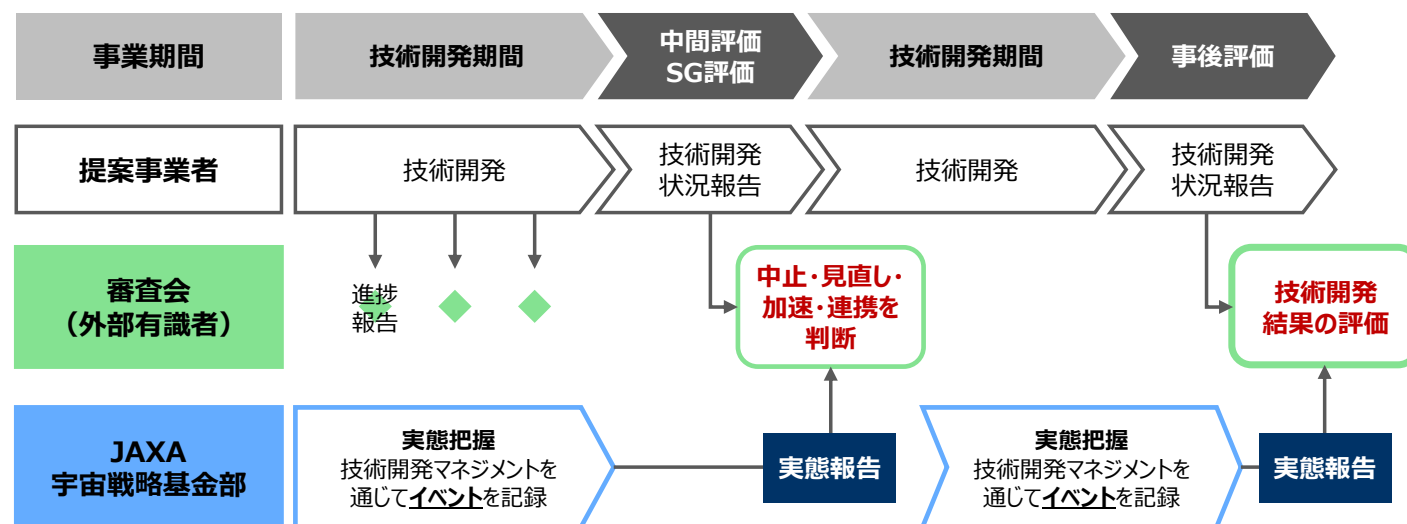 事業期間
技術開発期間
中間評価
SG評価
技術開発期間
事後評価
提案事業者
技術開発
技術開発
状況報告
技術開発
技術開発
状況報告
審査会
（外部有識者）
進捗
報告
中止・見直し・
加速・連携を
判断
技術開発
結果の評価
JAXA
宇宙戦略基金部
実態把握
技術開発マネジメントを
通じてイベントを記録
実態報告
実態把握
技術開発マネジメントを
通じてイベントを記録
実態報告